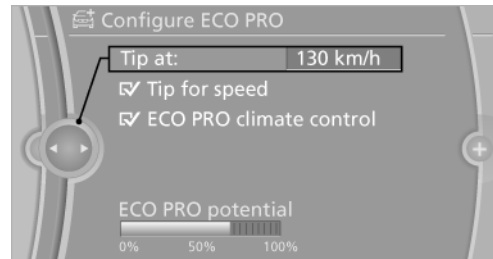 Configure ECO PRO
Tip at: 130 km/h
Tip for speed
ECO PRO climate control
ECO PRO potential
0% 50% 100%